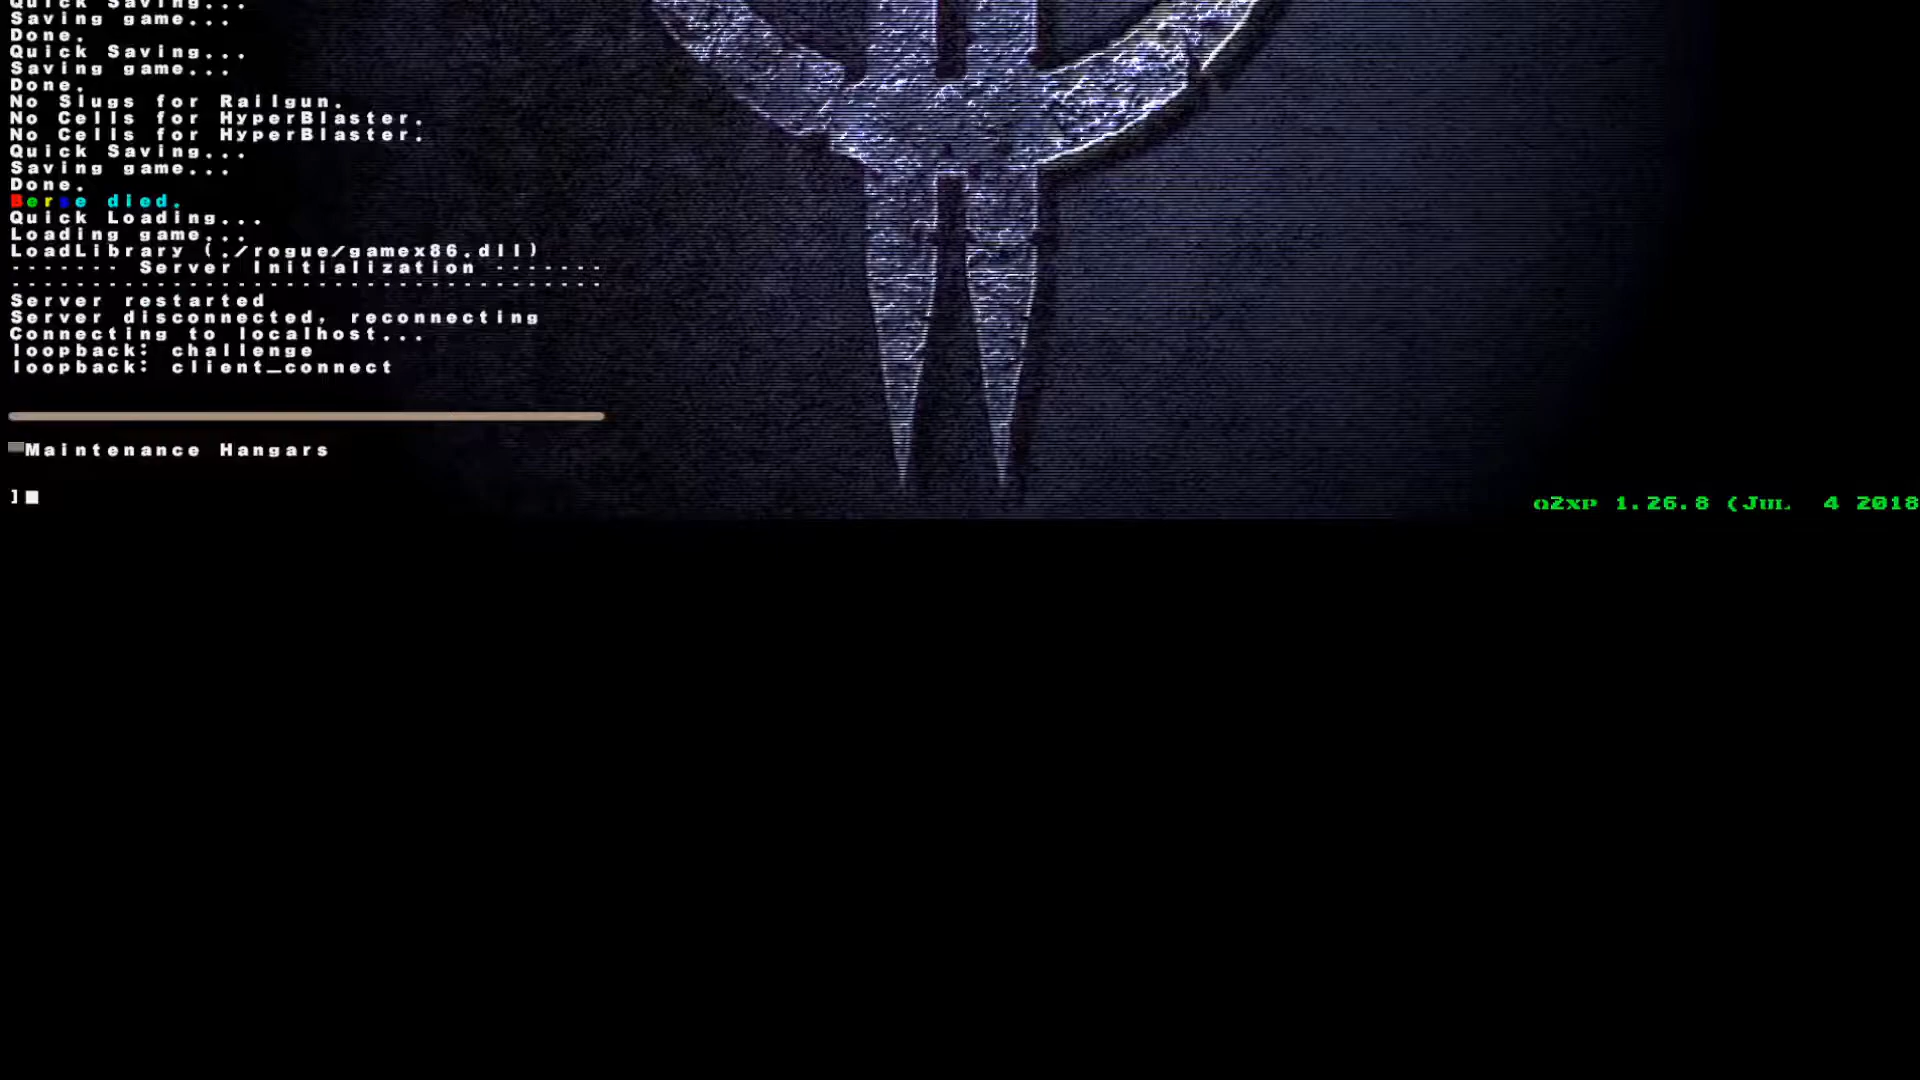 Quick Saving...
Saving game...
Done.
Quick Saving...
Saving game...
Done.
No Slugs for Railgun.
No Cells for HyperBlaster.
No Cells for HyperBlaster.
Quick Saving...
Saving game...
Done.
Berse died.
Quick Loading...
Loading game...
LoadLibrary (./rogue/gamex86.dll)
------- Server Initialization -------
-------------------------------------
Server restarted
Server disconnected, reconnecting
Connecting to localhost...
loopback: challenge
loopback: client_connect
Maintenance Hangars
]
q2xp 1.26.8 (Jul 4 2018